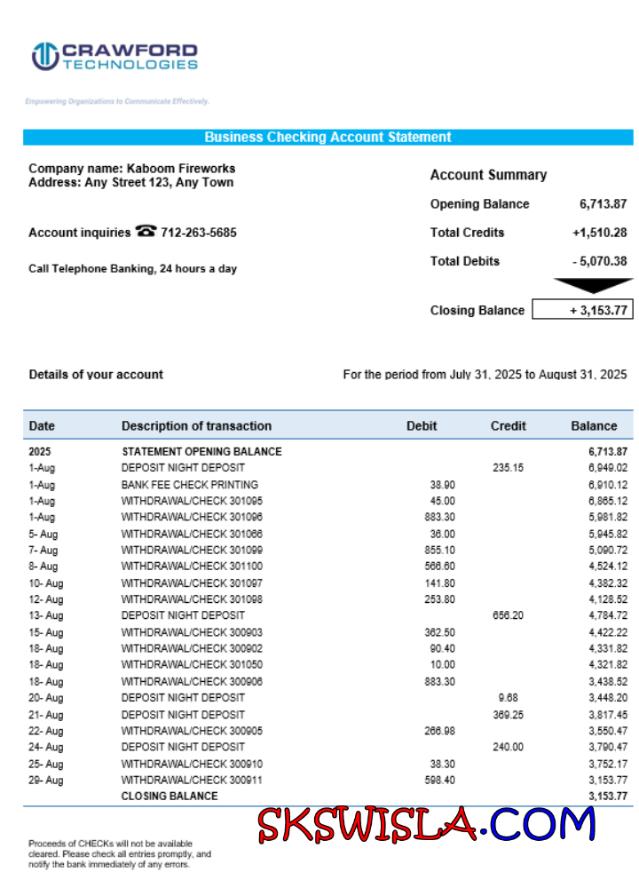 CRAWFORD
TECHNOLOGIES
Empowering Organizations to Communicate Effectively.
Business Checking Account Statement
Company name: Kaboom Fireworks
Address: Any Street 123, Any Town
Account inquiries ☎ 712-263-5685
Call Telephone Banking, 24 hours a day
Account Summary
Opening Balance 6,713.87
Total Credits +1,510.28
Total Debits - 5,070.38
Closing Balance + 3,153.77
Details of your account For the period from July 31, 2025 to August 31, 2025
Date Description of transaction Debit Credit Balance
2025 STATEMENT OPENING BALANCE 6,713.87
1-Aug DEPOSIT NIGHT DEPOSIT 235.15 6,949.02
1-Aug BANK FEE CHECK PRINTING 38.90 6,910.12
1-Aug WITHDRAWAL/CHECK 301095 45.00 6,865.12
1-Aug WITHDRAWAL/CHECK 301096 883.30 5,981.82
5- Aug WITHDRAWAL/CHECK 301066 36.00 5,945.82
7- Aug WITHDRAWAL/CHECK 301099 855.10 5,090.72
8- Aug WITHDRAWAL/CHECK 301100 566.60 4,524.12
10- Aug WITHDRAWAL/CHECK 301097 141.80 4,382.32
12- Aug WITHDRAWAL/CHECK 301098 253.80 4,128.52
13- Aug DEPOSIT NIGHT DEPOSIT 656.20 4,784.72
15- Aug WITHDRAWAL/CHECK 300903 362.50 4,422.22
18- Aug WITHDRAWAL/CHECK 300902 90.40 4,331.82
18- Aug WITHDRAWAL/CHECK 301050 10.00 4,321.82
18- Aug WITHDRAWAL/CHECK 300906 883.30 3,438.52
20- Aug DEPOSIT NIGHT DEPOSIT 9.68 3,448.20
21- Aug DEPOSIT NIGHT DEPOSIT 369.25 3,817.45
22- Aug WITHDRAWAL/CHECK 300905 266.98 3,550.47
24- Aug DEPOSIT NIGHT DEPOSIT 240.00 3,790.47
25- Aug WITHDRAWAL/CHECK 300910 38.30 3,752.17
29- Aug WITHDRAWAL/CHECK 300911 598.40 3,153.77
CLOSING BALANCE 3,153.77
SKSWISLA.COM
Proceeds of CHECKs will not be available
cleared. Please check all entries promptly, and
notify the bank immediately of any errors.